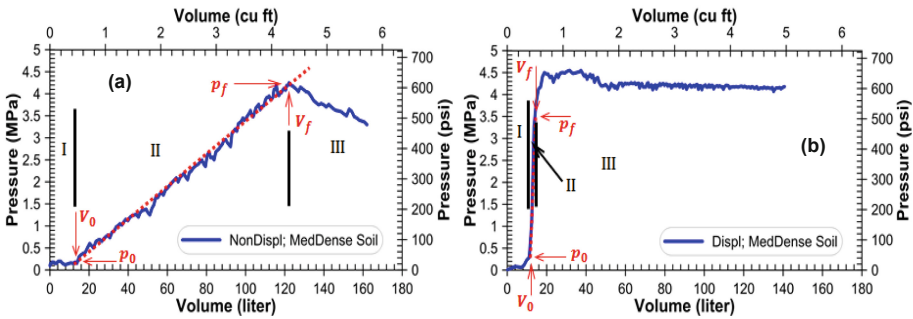 Volume (cu ft)
0 1 2 3 4 5 6
5
4.5
4
3.5
3
2.5
2
1.5
1
0.5
0
Pressure (MPa)
(a)
I
II
III
p_f
V_f
V_0
p_0
NonDispl; MedDense Soil
700
600
500
400
300
200
100
0
Pressure (psi)
0 20 40 60 80 100 120 140 160 180
Volume (liter)
Volume (cu ft)
0 1 2 3 4 5 6
5
4.5
4
3.5
3
2.5
2
1.5
1
0.5
0
Pressure (MPa)
V_f
p_f
I
II
III
(b)
p_0
V_0
Displ; MedDense Soil
700
600
500
400
300
200
100
0
Pressure (psi)
0 20 40 60 80 100 120 140 160 180
Volume (liter)